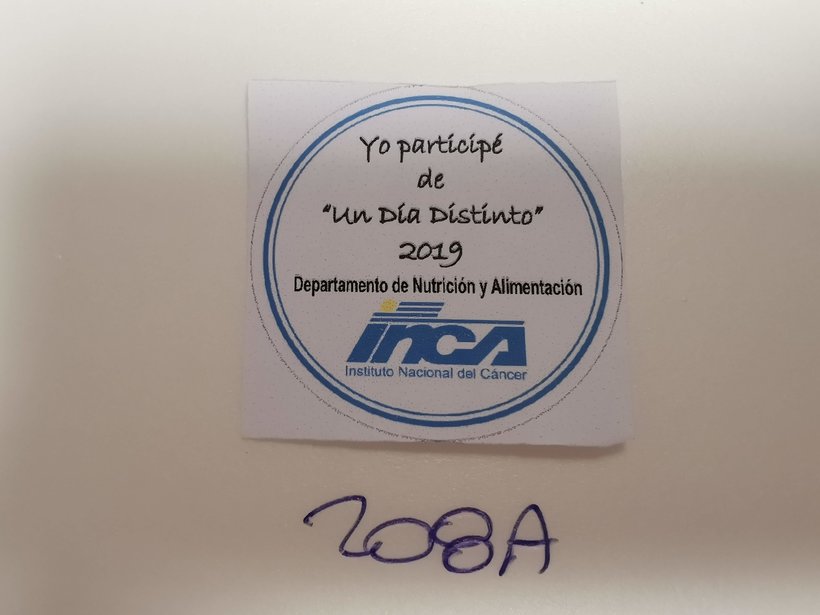 Yo participé
de
"Un Día Distinto"
2019
Departamento de Nutrición y Alimentación
inca
Instituto Nacional del Cáncer
208A